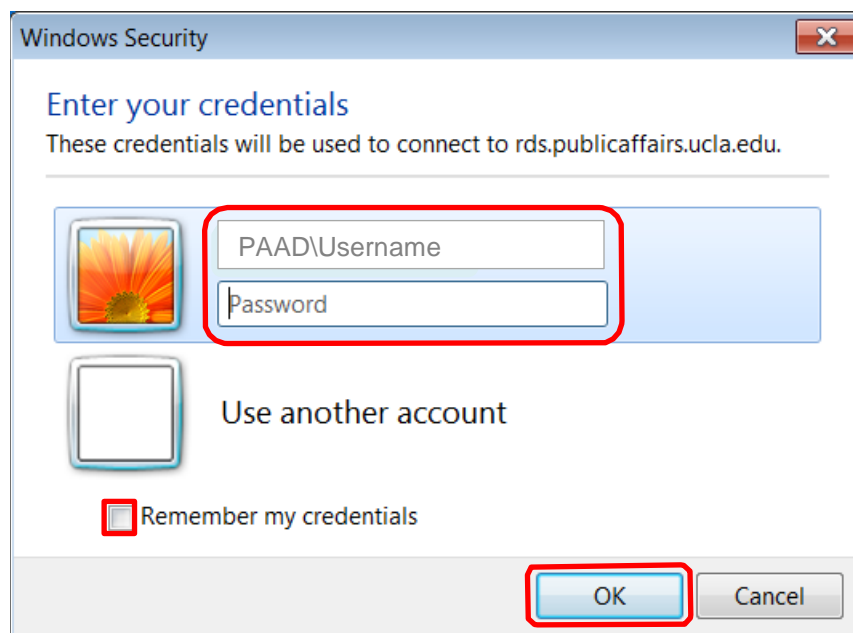 Windows Security
Enter your credentials
These credentials will be used to connect to rds.publicaffairs.ucla.edu.
PAAD\Username
Password
Use another account
Remember my credentials
OK Cancel